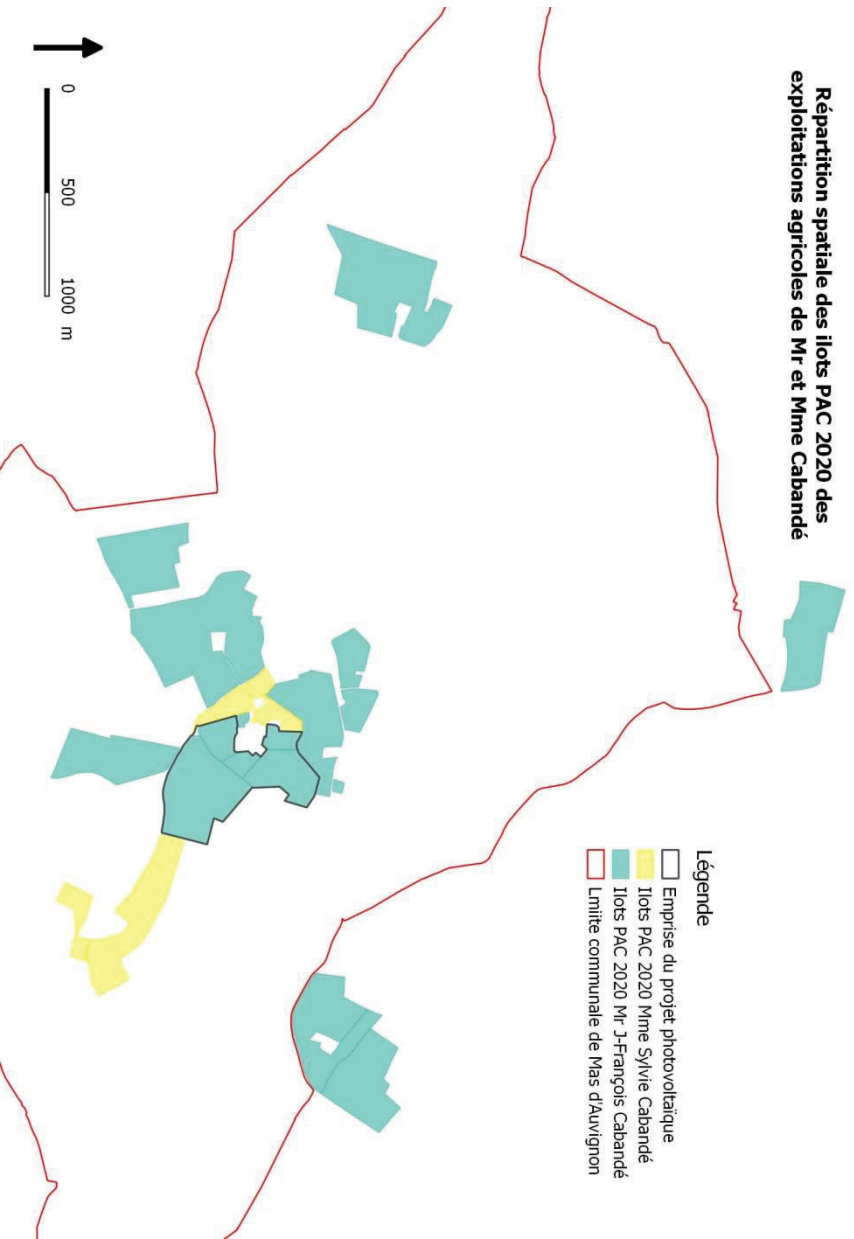 Répartition spatiale des ilots PAC 2020 des
exploitations agricoles de Mr et Mme Cabandé
Légende
Emprise du projet photovoltaïque
Ilots PAC 2020 Mme Sylvie Cabandé
Ilots PAC 2020 Mr J-François Cabandé
Lmiite communale de Mas d'Auvignon
0 500 1000 m